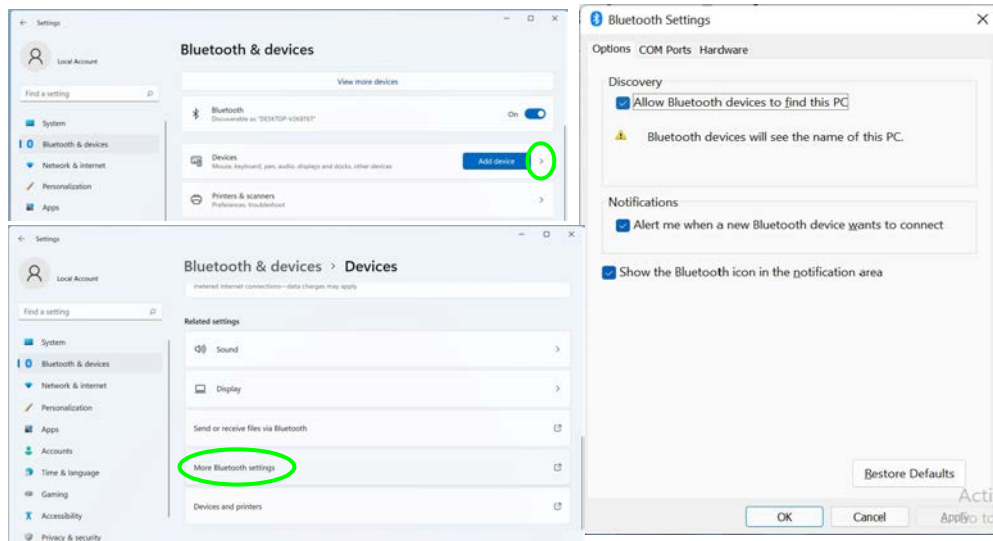 Settings
Local Account
Find a setting
System
Bluetooth & devices
Network & internet
Personalization
Apps
Bluetooth & devices
View more devices
Bluetooth
Discoverable as
On
Devices
Mouse, keyboard, pen, audio, displays and docks, other devices
Add device
Printers & scanners
Preferences, troubleshoot
Settings
Local Account
Find a setting
System
Bluetooth & devices
Network & internet
Personalization
Apps
Accounts
Time & language
Gaming
Accessibility
Privacy & security
Bluetooth & devices > Devices
metered internet connections—data charges may apply
Related settings
Sound
Display
Send or receive files via Bluetooth
More Bluetooth settings
Devices and printers
Bluetooth Settings
Options COM Ports Hardware
Discovery
Allow Bluetooth devices to find this PC
Bluetooth devices will see the name of this PC.
Notifications
Alert me when a new Bluetooth device wants to connect
Show the Bluetooth icon in the notification area
Restore Defaults
Acti
OK Cancel Apply